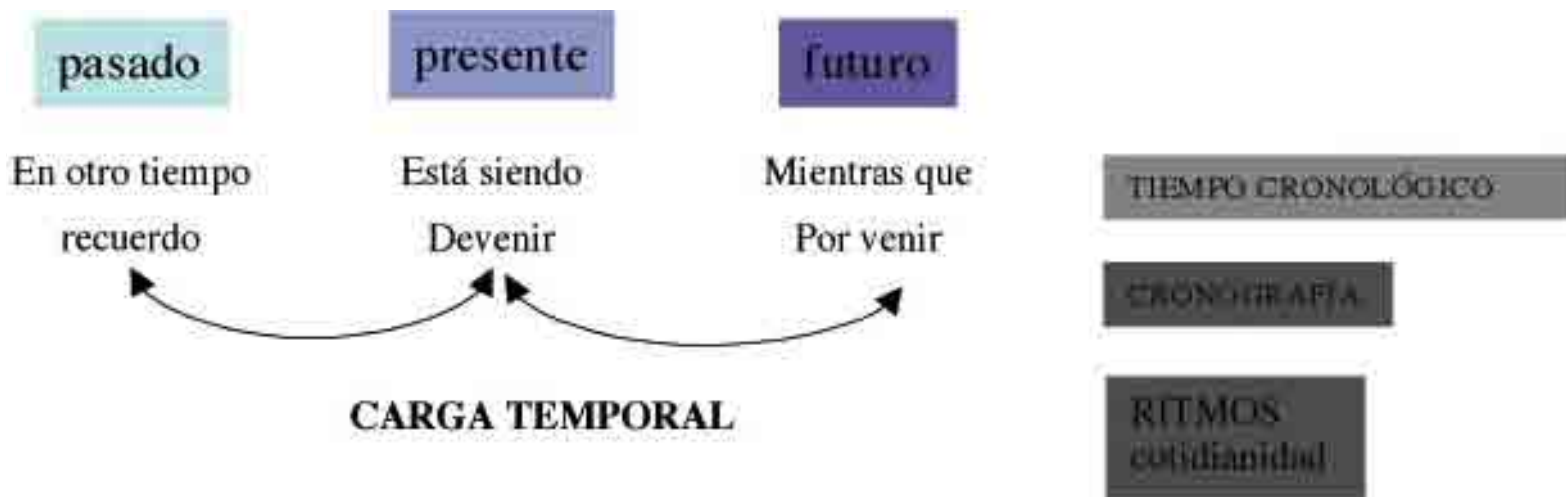 pasado
presente
futuro
En otro tiempo
Está siendo
Mientras que
recuerdo
Devenir
Por venir
CARGA TEMPORAL
TIEMPO CRONOLÓGICO
CRONOGRAFÍA
RITMOS
cotidianidad